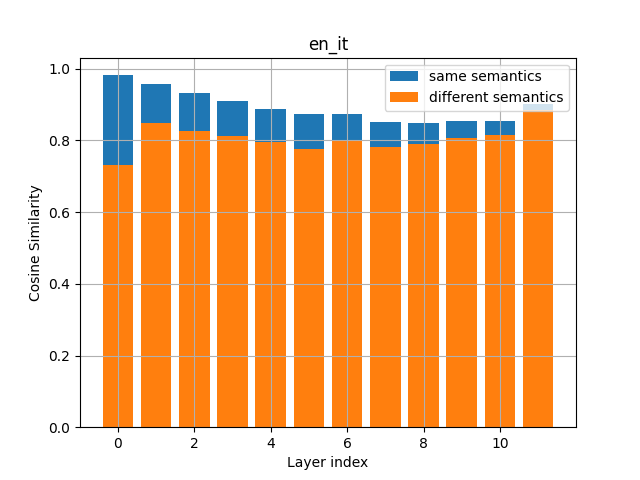 en_it
same semantics
different semantics
Cosine Similarity
1.0
0.8
0.6
0.4
0.2
0.0
0 2 4 6 8 10
Layer index